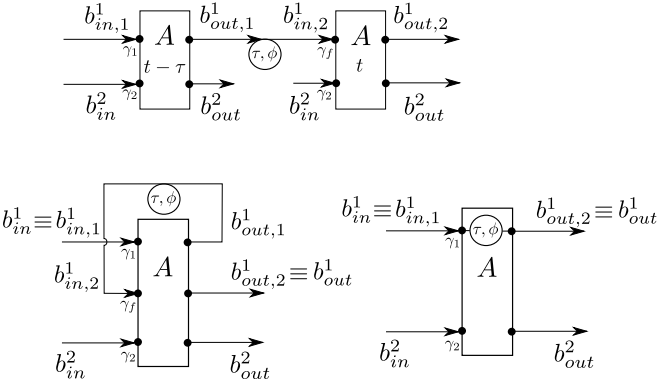 b^1_{in,1} A b^1_{out,1} b^1_{in,2} A b^1_{out,2}
γ_1 τ,ϕ γ_f
t − τ t
γ_2 γ_2
b^2_{in} b^2_{out} b^2_{in} b^2_{out}
τ,ϕ
b^1_{in}≡b^1_{in,1} b^1_{out,1}
γ_1
b^1_{in,2} A b^1_{out,2}≡b^1_{out}
γ_f
γ_2
b^2_{in} b^2_{out}
b^1_{in}≡b^1_{in,1} b^1_{out,2}≡b^1_{out}
γ_1 τ,ϕ
A
γ_2
b^2_{in} b^2_{out}